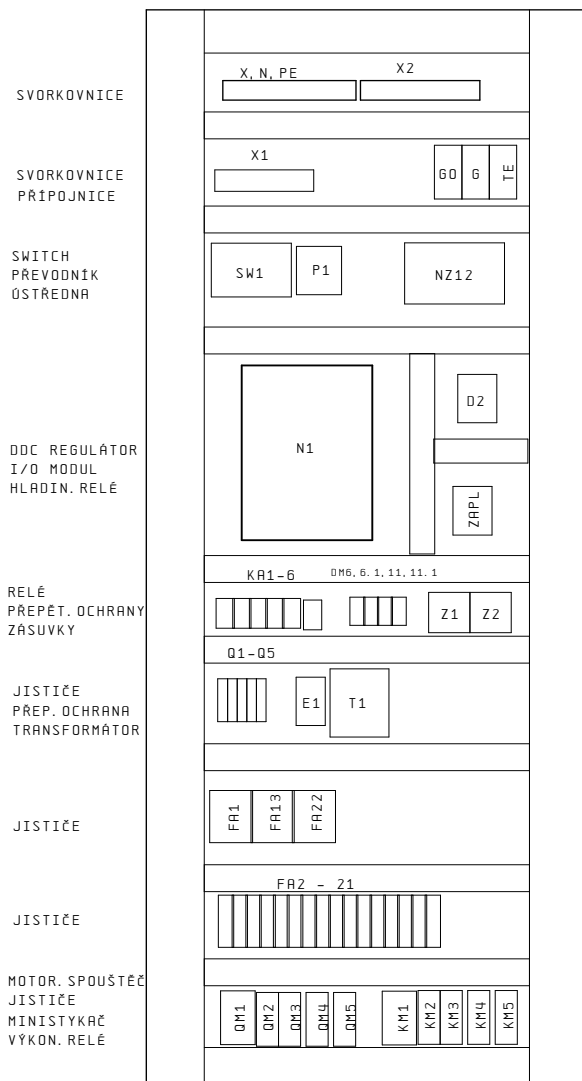 X, N, PE
X2
SVORKOVNICE
X1
SVORKOVNICE
PŘÍPOJNICE
GO
G
TE
SWITCH
PŘEVODNÍK
ÚSTŘEDNA
SW1
P1
NZ12
D2
DDC REGULÁTOR
I/O MODUL
HLADIN. RELÉ
N1
ZAPL
KA1-6
DM6, 6. 1, 11, 11. 1
RELÉ
PŘEPĚT. OCHRANY
ZÁSUVKY
Z1
Z2
Q1-Q5
JISTIČE
PŘEP. OCHRANA
TRANSFORMÁTOR
E1
T1
JISTIČE
FA1
FA13
FA22
FA2 - 21
JISTIČE
MOTOR. SPOUŠTĚČ
JISTIČE
MINISTYKAČ
VÝKON. RELÉ
QM1
QM2
QM3
QM4
QM5
KM1
KM2
KM3
KM4
KM5